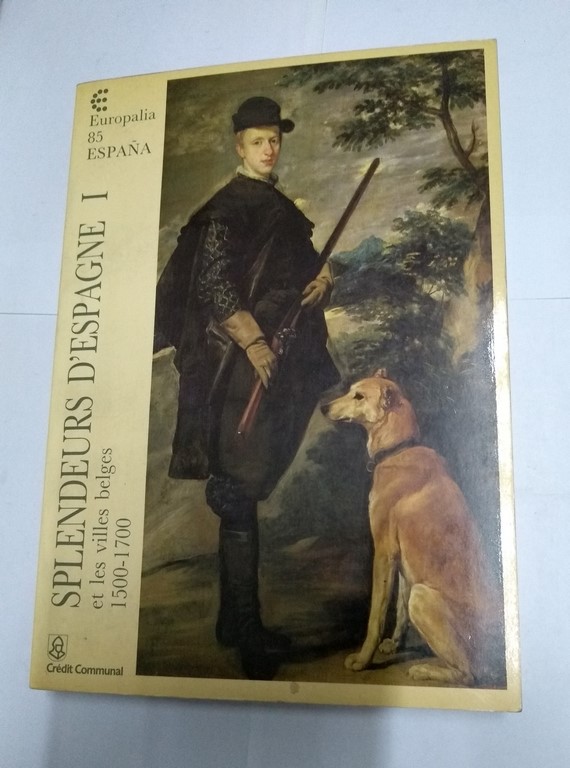 Europalia
85
ESPAÑA
SPLENDEURS D'ESPAGNE I
et les villes belges
1500-1700
Crédit Communal